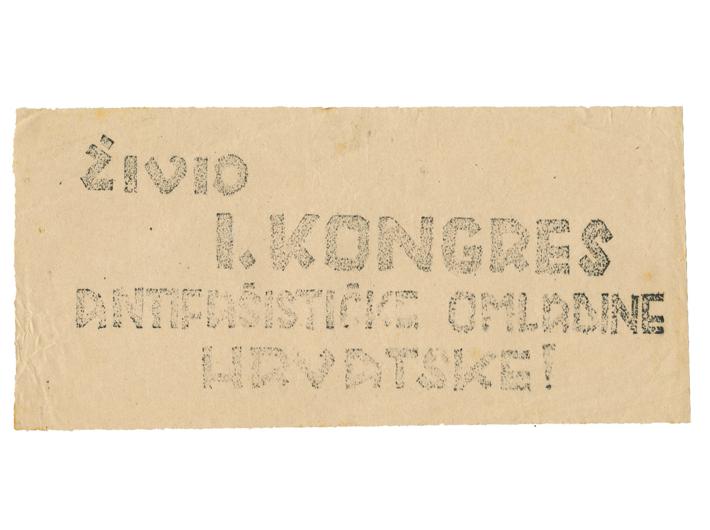 ŽIVIO
I. KONGRES
ANTIFAŠISTIČKE OMLADINE
HRVATSKE!